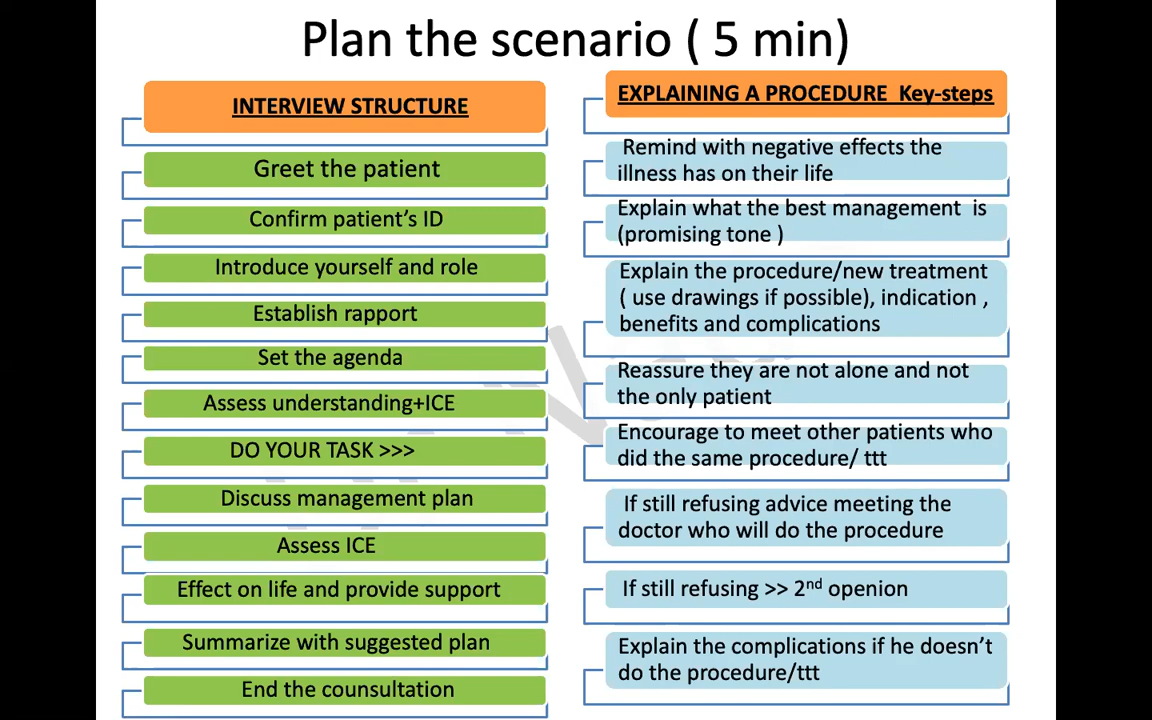 Plan the scenario ( 5 min)
INTERVIEW STRUCTURE
Greet the patient
Confirm patient's ID
Introduce yourself and role
Establish rapport
Set the agenda
Assess understanding+ICE
DO YOUR TASK >>>
Discuss management plan
Assess ICE
Effect on life and provide support
Summarize with suggested plan
End the counsultation
EXPLAINING A PROCEDURE Key-steps
Remind with negative effects the
illness has on their life
Explain what the best management is
(promising tone )
Explain the procedure/new treatment
( use drawings if possible), indication ,
benefits and complications
Reassure they are not alone and not
the only patient
Encourage to meet other patients who
did the same procedure/ ttt
If still refusing advice meeting the
doctor who will do the procedure
If still refusing >> 2nd openion
Explain the complications if he doesn't
do the procedure/ttt